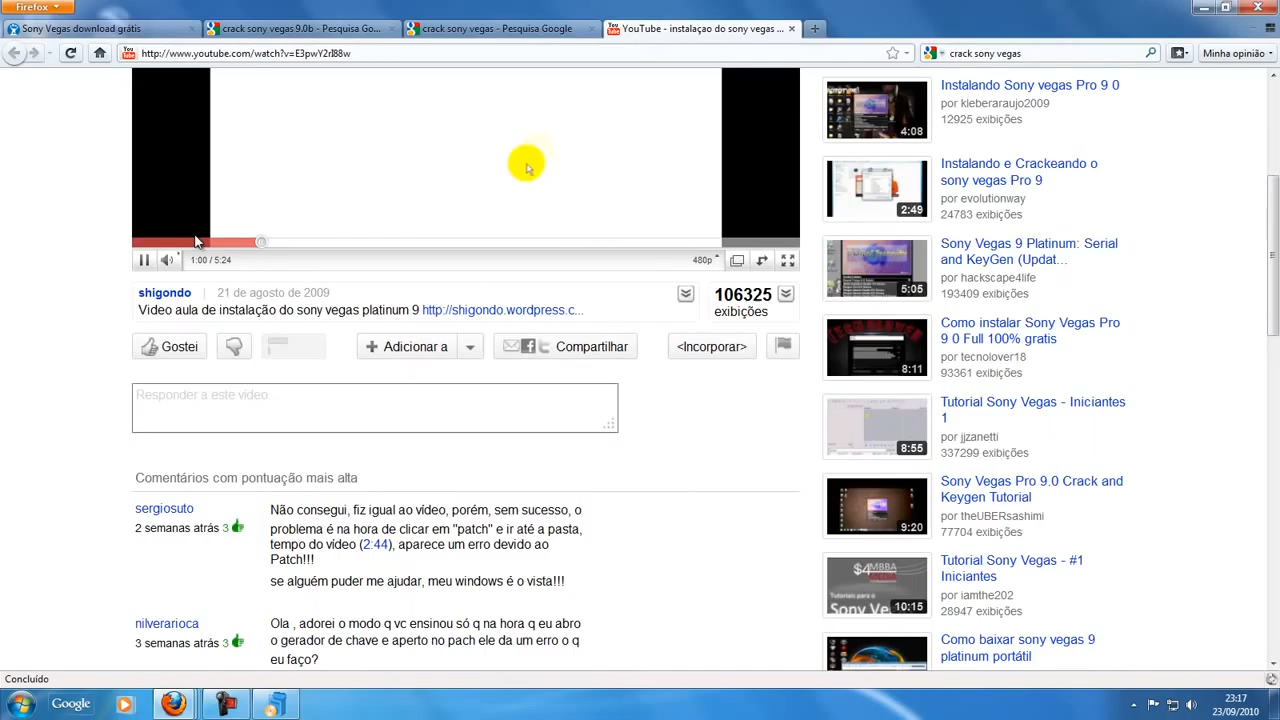 Firefox
Sony Vegas download grátis
crack sony vegas 9.0b - Pesquisa Go...
crack sony vegas - Pesquisa Google
YouTube - instalaçao do sony vegas ...
http://www.youtube.com/watch?v=E3pwY2rI88w
crack sony vegas
Minha opinião
1:00 / 5:24
480p
shigondo
21 de agosto de
106325
exibições
Video aula de instalação do sony vegas platinum 9 http://shigondo.wordpress.c...
Gostei
Adicionar a
Compartilhar
<Incorporar>
Responder a este vídeo.
Comentários com pontuação mais alta
sergiosuto
2 semanas atrás 3
Não consegui, fiz igual ao vídeo, porém, sem sucesso, o
problema é na hora de clicar em "patch" e ir até a pasta,
tempo do vídeo (2:44), aparece um erro devido ao
Patch!!!
se alguém puder me ajudar, meu windows é o vista!!!
nilverarioca
3 semanas atrás 3
Ola , adorei o modo q vc ensinou só q na hora q eu abro
o gerador de chave e aperto no pach ele da um erro o q
eu faço?
4:08
Instalando Sony vegas Pro 9 0
por kleberaraujo2009
12925 exibições
2:49
Instalando e Crackeando o
sony vegas Pro 9
por evolutionway
24783 exibições
5:05
Sony Vegas 9 Platinum: Serial
and KeyGen (Updat...
por hackscape4life
193409 exibições
8:11
Como instalar Sony Vegas Pro
9 0 Full 100% gratis
por tecnolover18
93361 exibições
8:55
Tutorial Sony Vegas - Iniciantes
1
por jjzanetti
337299 exibições
9:20
Sony Vegas Pro 9.0 Crack and
Keygen Tutorial
por theUBERsashimi
77704 exibições
$4MBBA
Tutoriais para o
Sony Ve
10:15
Tutorial Sony Vegas - #1
Iniciantes
por iamthe202
28947 exibições
Como baixar sony vegas 9
platinum portátil
Concluído
Google
23:17
23/09/2010